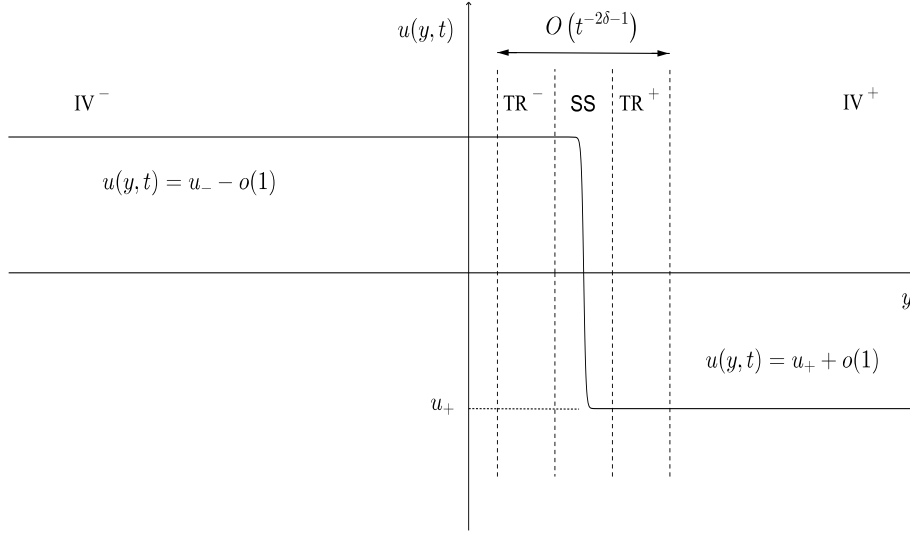 u(y,t)
O (t^{-2δ-1})
IV^-
TR^-
SS
TR^+
IV^+
u(y,t) = u_- - o(1)
y
u(y,t) = u_+ + o(1)
u_+